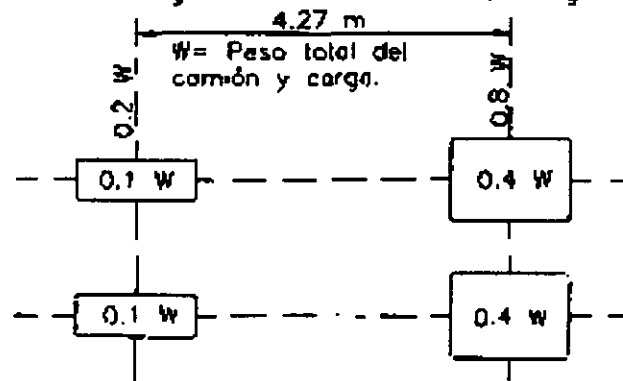 4.27 m
W= Peso total del
camión y carga.
0.2 W
0.8 W
0.1 W
0.4 W
0.1 W
0.4 W